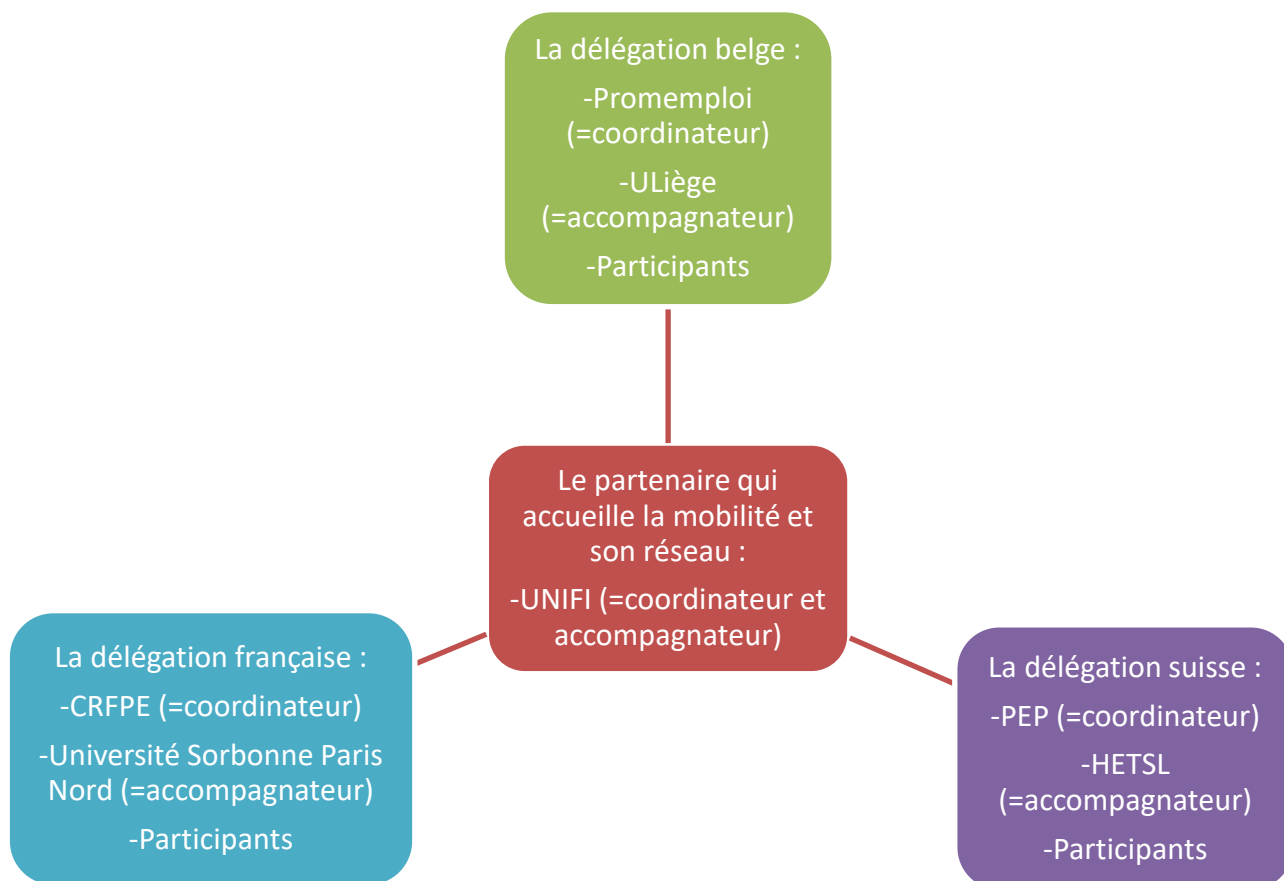 La délégation belge :
-Promemploi
(=coordinateur)
-ULiège
(=accompagnateur)
-Participants
Le partenaire qui
accueille la mobilité et
son réseau :
-UNIFI (=coordinateur et
accompagnateur)
La délégation française :
-CRFPE (=coordinateur)
-Université Sorbonne Paris
Nord (=accompagnateur)
-Participants
La délégation suisse :
-PEP (=coordinateur)
-HETSL
(=accompagnateur)
-Participants